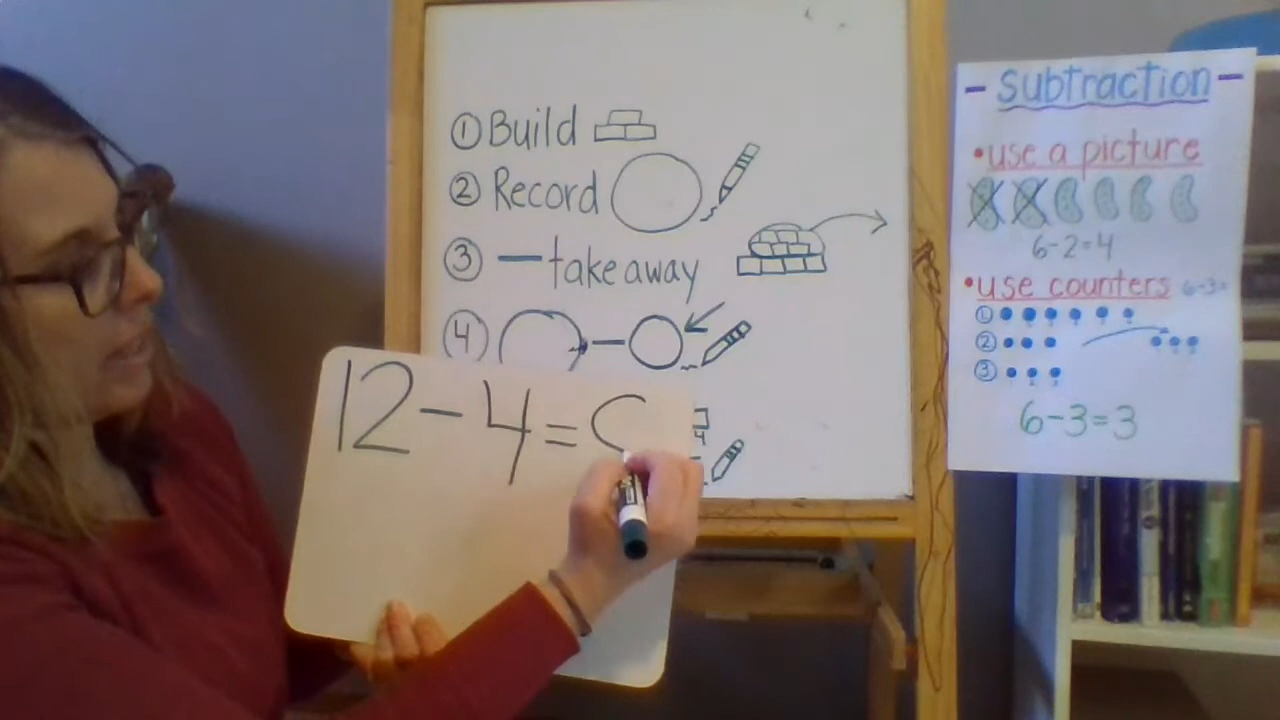 ① Build
② Record
③ — take away
④ —
4
12-4=
- Subtraction -
• use a picture
6-2=4
• use counters 6-3=
①
②
③
6-3=3